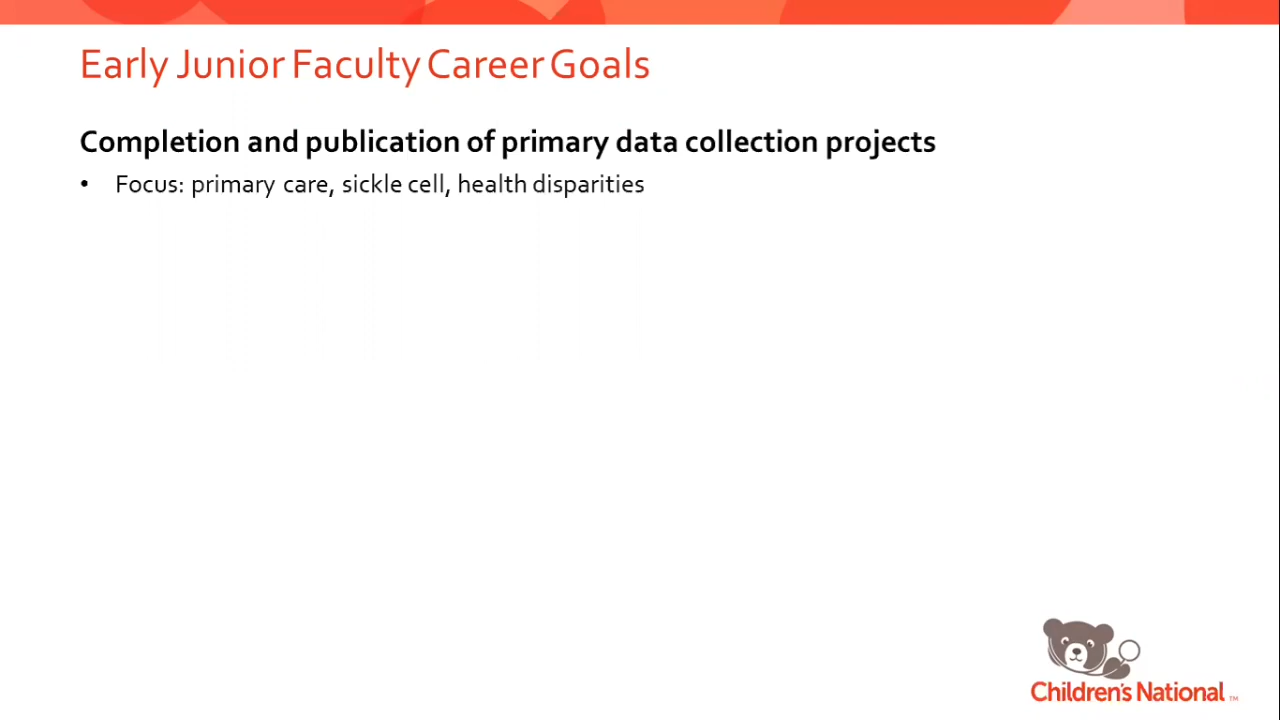 Early Junior Faculty Career Goals
Completion and publication of primary data collection projects
• Focus: primary care, sickle cell, health disparities
Children's National ™